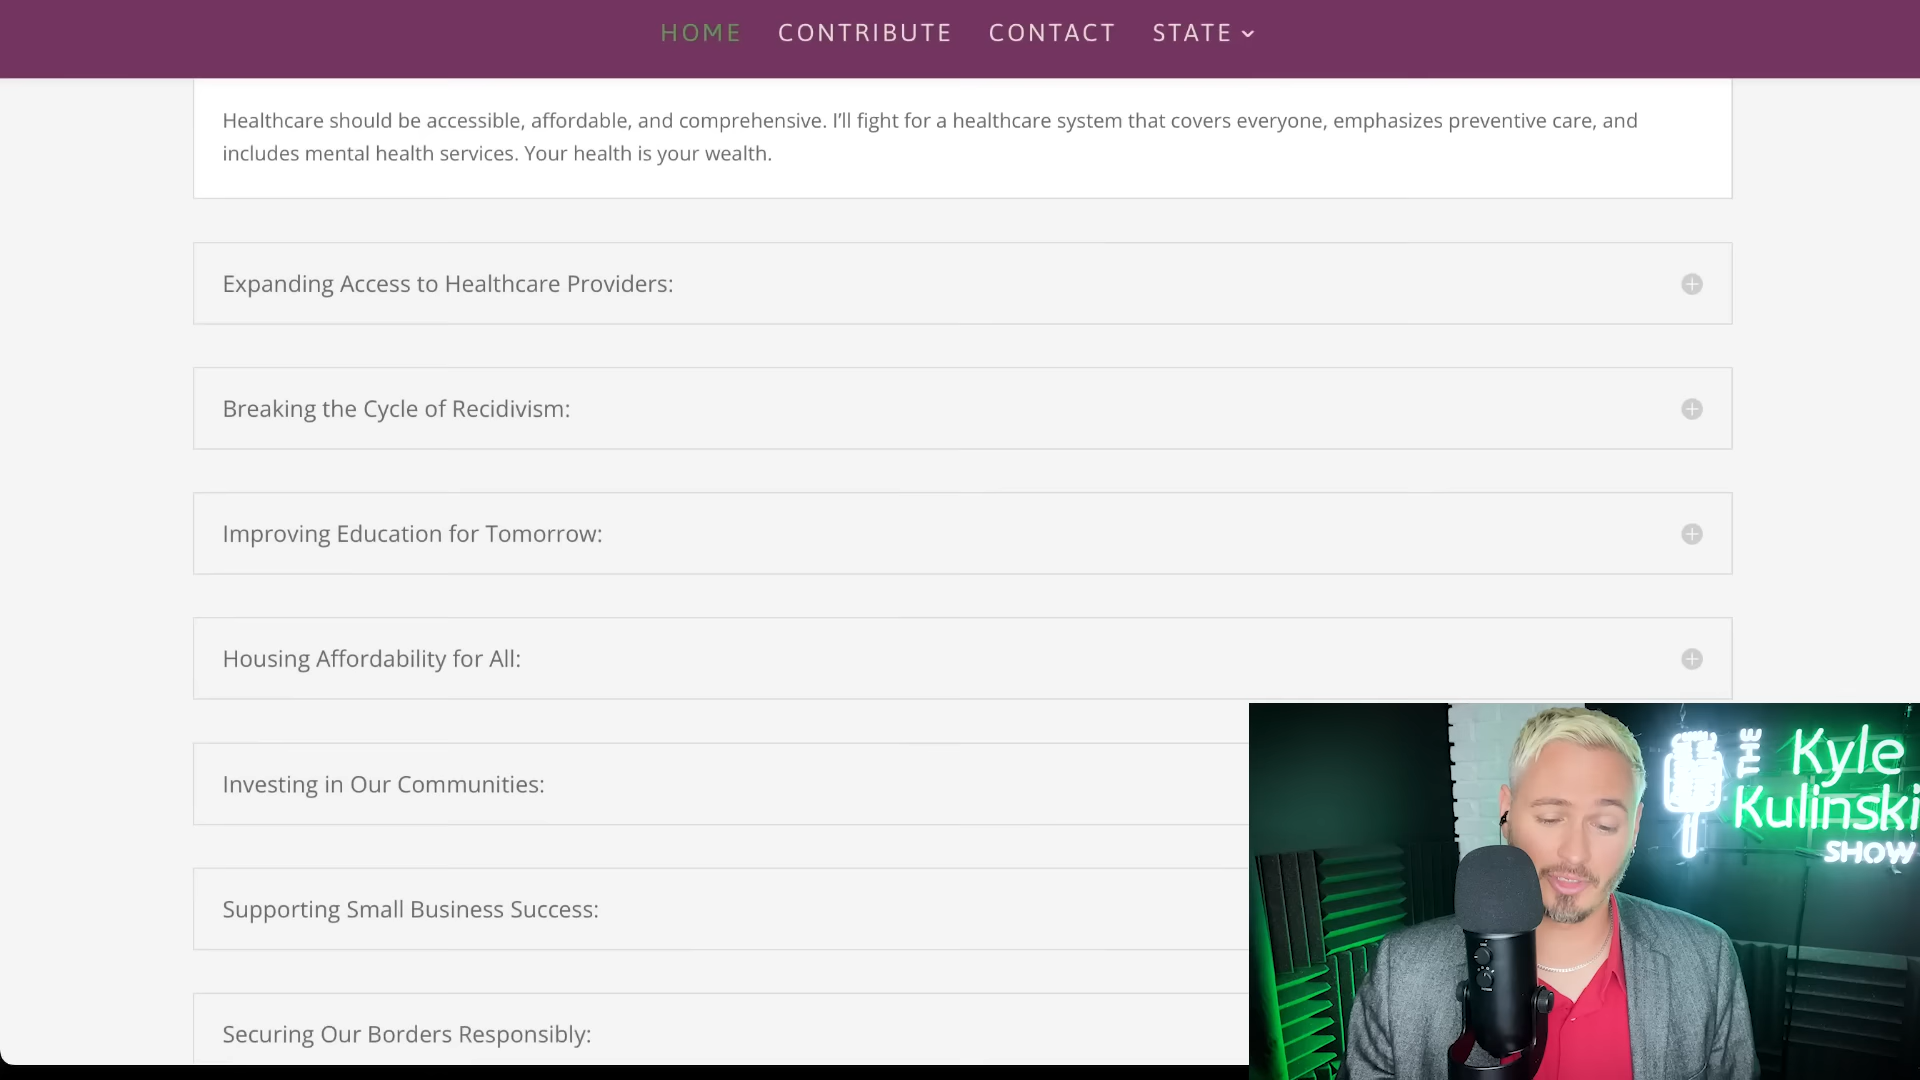 HOME CONTRIBUTE CONTACT STATE
Healthcare should be accessible, affordable, and comprehensive. I'll fight for a healthcare system that covers everyone, emphasizes preventive care, and
includes mental health services. Your health is your wealth.
Expanding Access to Healthcare Providers:
Breaking the Cycle of Recidivism:
Improving Education for Tomorrow:
Housing Affordability for All:
Investing in Our Communities:
Supporting Small Business Success:
Securing Our Borders Responsibly:
THE Kyle
Kulinski
SHOW